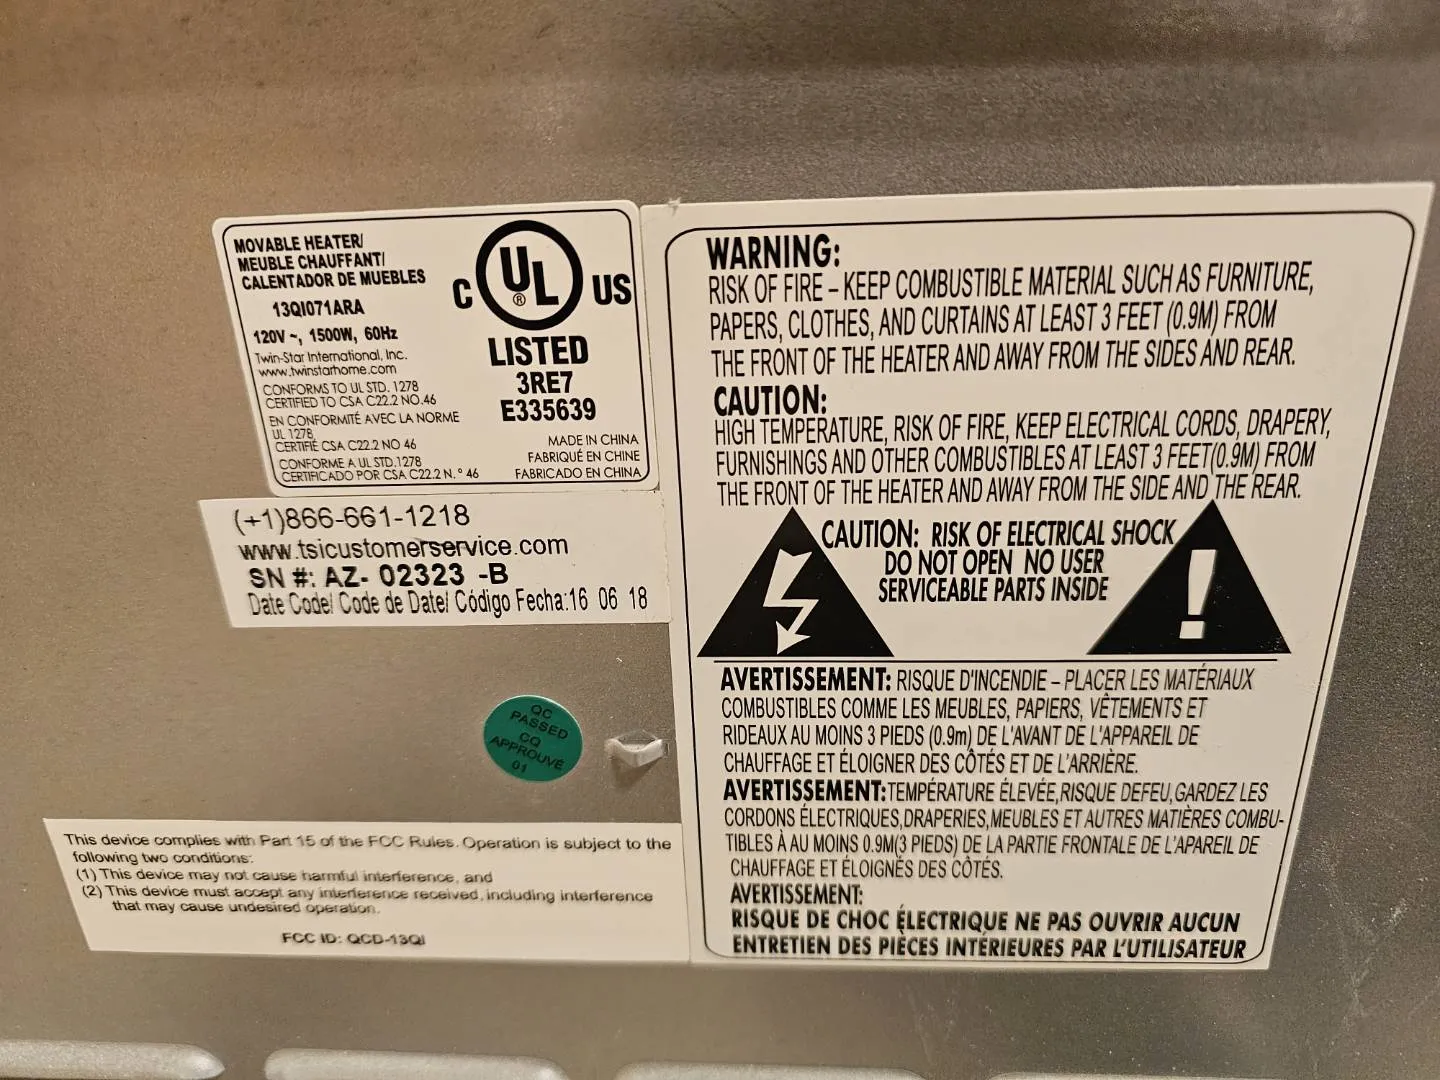 MOVABLE HEATER/
MEUBLE CHAUFFANT/
CALENTADOR DE MUEBLES
13QI071ARA
120V ~, 1500W, 60Hz
Twin-Star International, Inc.
www.twinstarhome.com
CONFORMS TO UL STD. 1278
CERTIFIED TO CSA C22.2 NO.46
EN CONFORMITÉ AVEC LA NORME
UL 1278
CERTIFIÉ CSA C22.2 NO 46
CONFORME A UL STD.1278
CERTIFICADO POR CSA C22.2 N.° 46
C UL ® US
LISTED
3RE7
E335639
MADE IN CHINA
FABRIQUÉ EN CHINE
FABRICADO EN CHINA
(+1)866-661-1218
www.tsicustomerservice.com
SN #: AZ- 02323 -B
Date Code/ Code de Date/ Código Fecha:16 06 18
QC
PASSED
CQ
APPROUVÉ
01
This device complies with Part 15 of the FCC Rules. Operation is subject to the
following two conditions:
(1) This device may not cause harmful interference, and
(2) This device must accept any interference received, including interference
that may cause undesired operation.
FCC ID: QCD-13QI
WARNING:
RISK OF FIRE – KEEP COMBUSTIBLE MATERIAL SUCH AS FURNITURE,
PAPERS, CLOTHES, AND CURTAINS AT LEAST 3 FEET (0.9M) FROM
THE FRONT OF THE HEATER AND AWAY FROM THE SIDES AND REAR.
CAUTION:
HIGH TEMPERATURE, RISK OF FIRE, KEEP ELECTRICAL CORDS, DRAPERY,
FURNISHINGS AND OTHER COMBUSTIBLES AT LEAST 3 FEET(0.9M) FROM
THE FRONT OF THE HEATER AND AWAY FROM THE SIDE AND THE REAR.
CAUTION: RISK OF ELECTRICAL SHOCK
DO NOT OPEN NO USER
SERVICEABLE PARTS INSIDE
AVERTISSEMENT: RISQUE D'INCENDIE – PLACER LES MATÉRIAUX
COMBUSTIBLES COMME LES MEUBLES, PAPIERS, VÊTEMENTS ET
RIDEAUX AU MOINS 3 PIEDS (0.9m) DE L'AVANT DE L'APPAREIL DE
CHAUFFAGE ET ÉLOIGNER DES CÔTÉS ET DE L'ARRIÈRE.
AVERTISSEMENT:TEMPÉRATURE ÉLEVÉE,RISQUE DEFEU,GARDEZ LES
CORDONS ÉLECTRIQUES,DRAPERIES,MEUBLES ET AUTRES MATIÈRES COMBU-
TIBLES À AU MOINS 0.9M(3 PIEDS) DE LA PARTIE FRONTALE DE L'APAREIL DE
CHAUFFAGE ET ÉLOIGNÉS DES CÔTÉS.
AVERTISSEMENT:
RISQUE DE CHOC ÉLECTRIQUE NE PAS OUVRIR AUCUN
ENTRETIEN DES PIÈCES INTÉRIEURES PAR L'UTILISATEUR